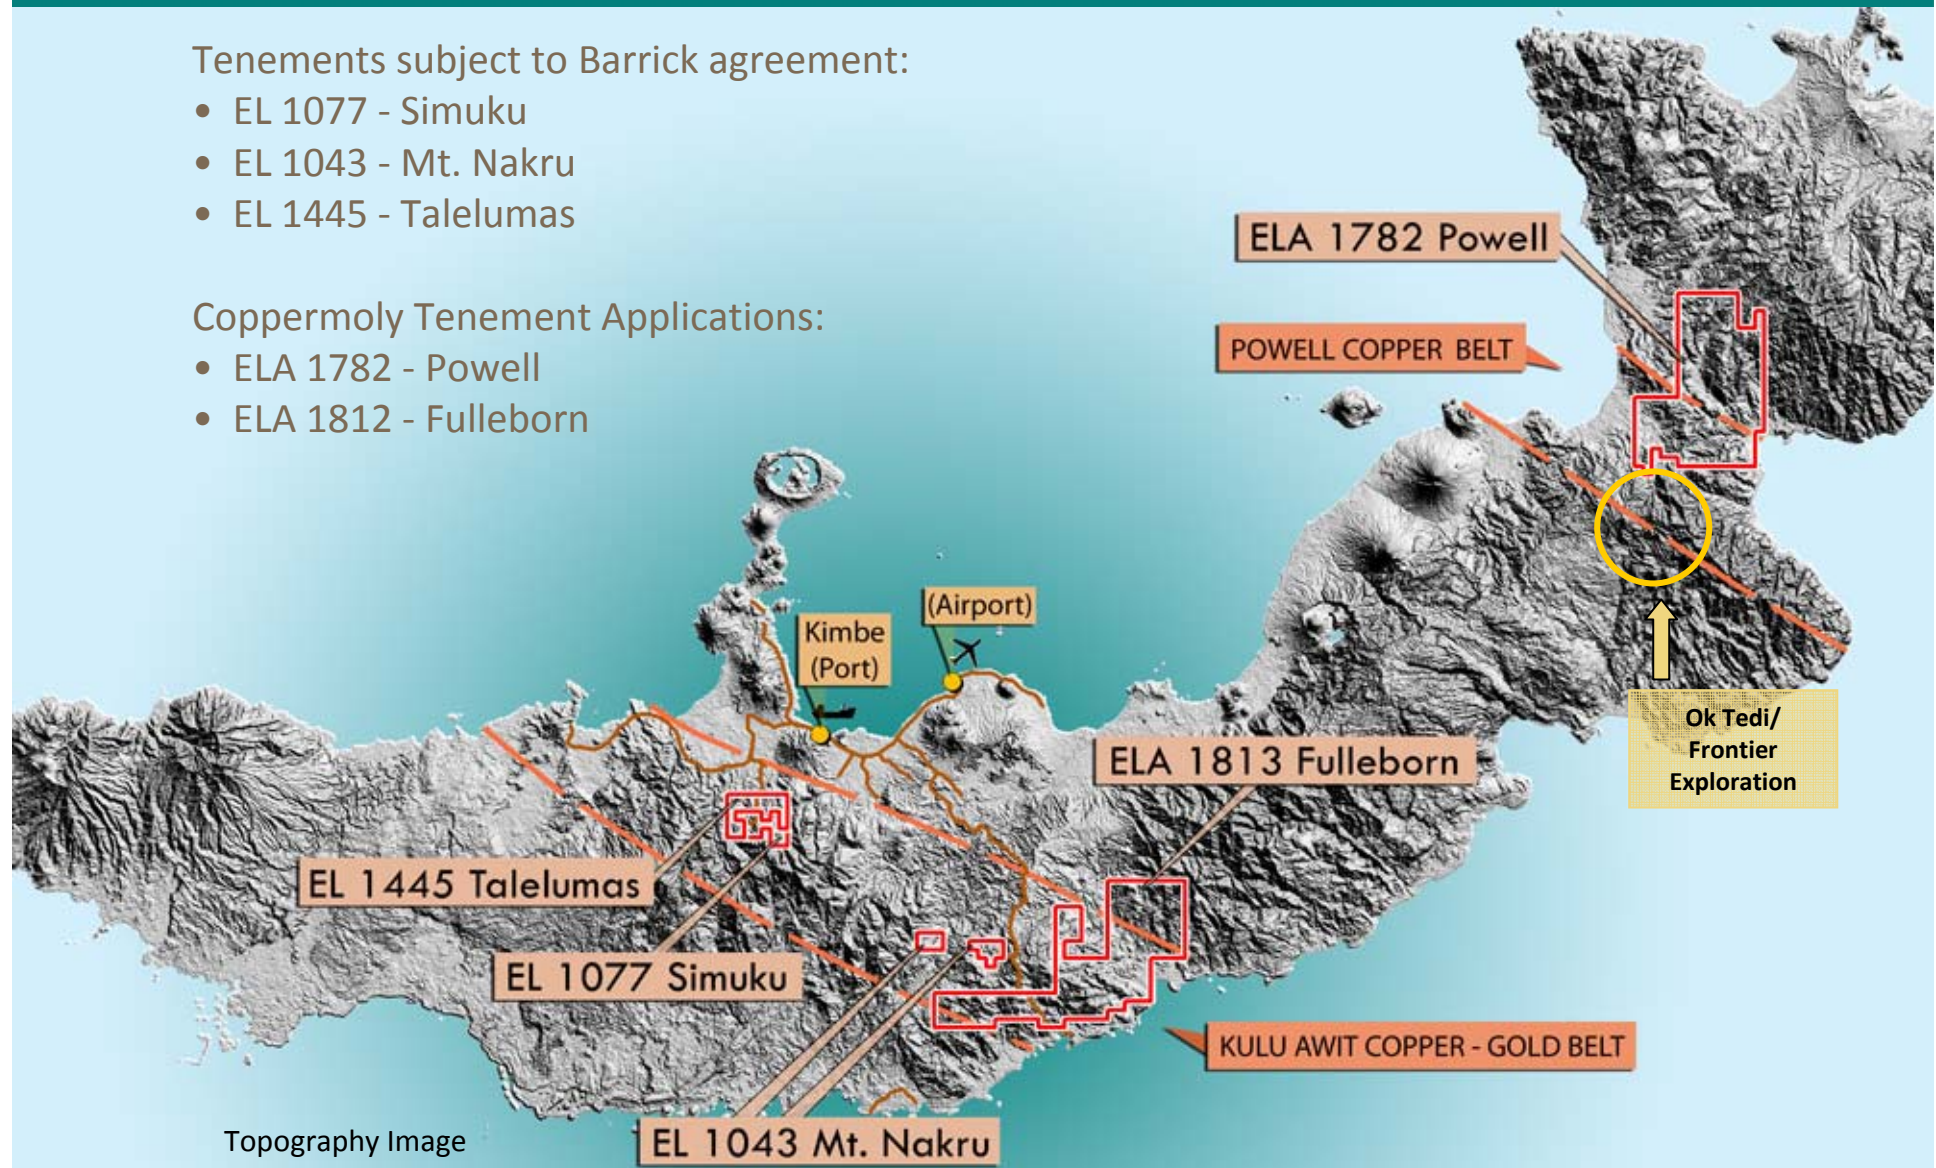 Tenements subject to Barrick agreement:
• EL 1077 - Simuku
• EL 1043 - Mt. Nakru
• EL 1445 - Talelumas
Coppermoly Tenement Applications:
• ELA 1782 - Powell
• ELA 1812 - Fulleborn
ELA 1782 Powell
POWELL COPPER BELT
(Airport)
Kimbe
(Port)
Ok Tedi/
Frontier
Exploration
ELA 1813 Fulleborn
EL 1445 Talelumas
EL 1077 Simuku
KULU AWIT COPPER - GOLD BELT
EL 1043 Mt. Nakru
Topography Image